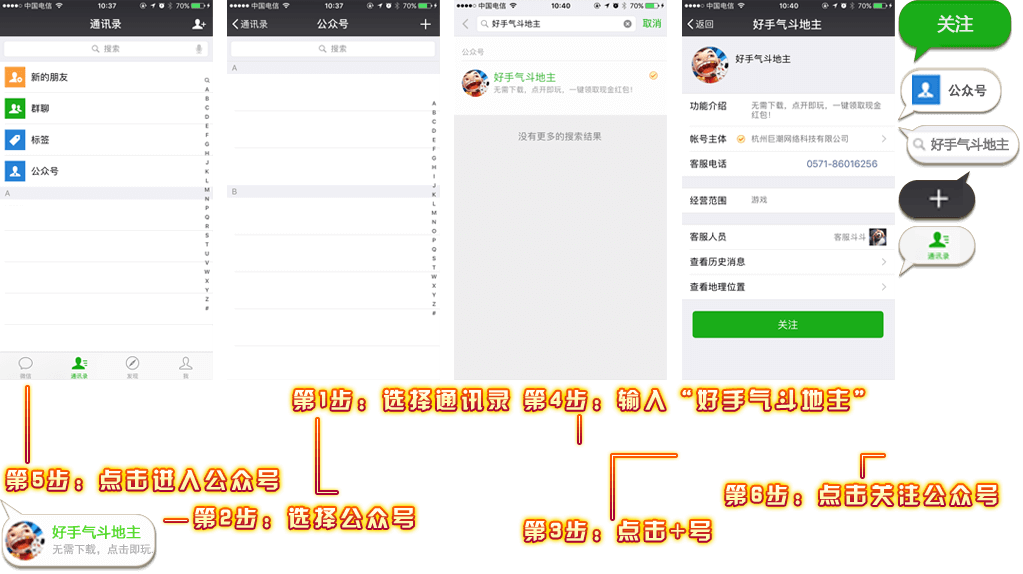 中国电信 10:37 70%
通讯录
搜索
新的朋友
群聊
标签
公众号
A
A
B
C
D
E
F
G
H
J
K
L
M
N
P
Q
R
S
T
U
V
W
X
Y
Z
#
微信
通讯录
发现
我
中国电信 10:37 70%
通讯录 公众号 +
搜索
A
B
A
B
C
D
E
F
G
H
I
J
K
L
M
N
O
P
Q
S
T
W
X
Y
Z
#
中国电信 10:40 70%
好手气斗地主 取消
公众号
好手气斗地主
无需下载，点开即玩，一键领取现金红包！
没有更多的搜索结果
中国电信 10:40 70%
返回 好手气斗地主
好手气斗地主
功能介绍 无需下载，点开即玩，一键领取现金
红包！
帐号主体 杭州巨潮网络科技有限公司
客服电话 0571-86016256
经营范围 游戏
客服人员 客服斗斗
查看历史消息
查看地理位置
关注
关注
公众号
好手气斗地主
+
通讯录
第1步：选择通讯录
第4步：输入“好手气斗地主”
第5步：点击进入公众号
第2步：选择公众号
第3步：点击+号
第6步：点击关注公众号
好手气斗地主
无需下载，点击即玩.